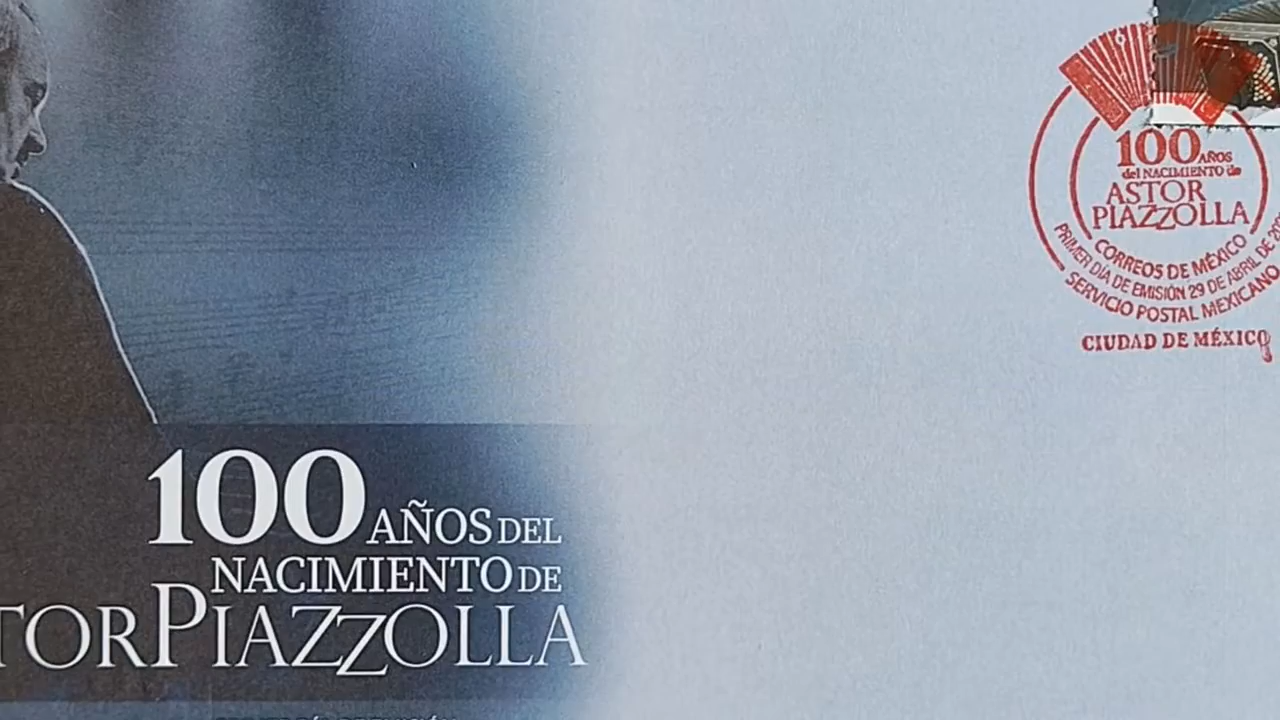 100 AÑOS DEL
NACIMIENTO DE
TOR PIAZZOLLA
100 AÑOS
del NACIMIENTO de
ASTOR
PIAZZOLLA
CORREOS DE MÉXICO
PRIMER DÍA DE EMISIÓN 29 DE ABRIL DE
SERVICIO POSTAL MEXICANO
CIUDAD DE MÉXICO